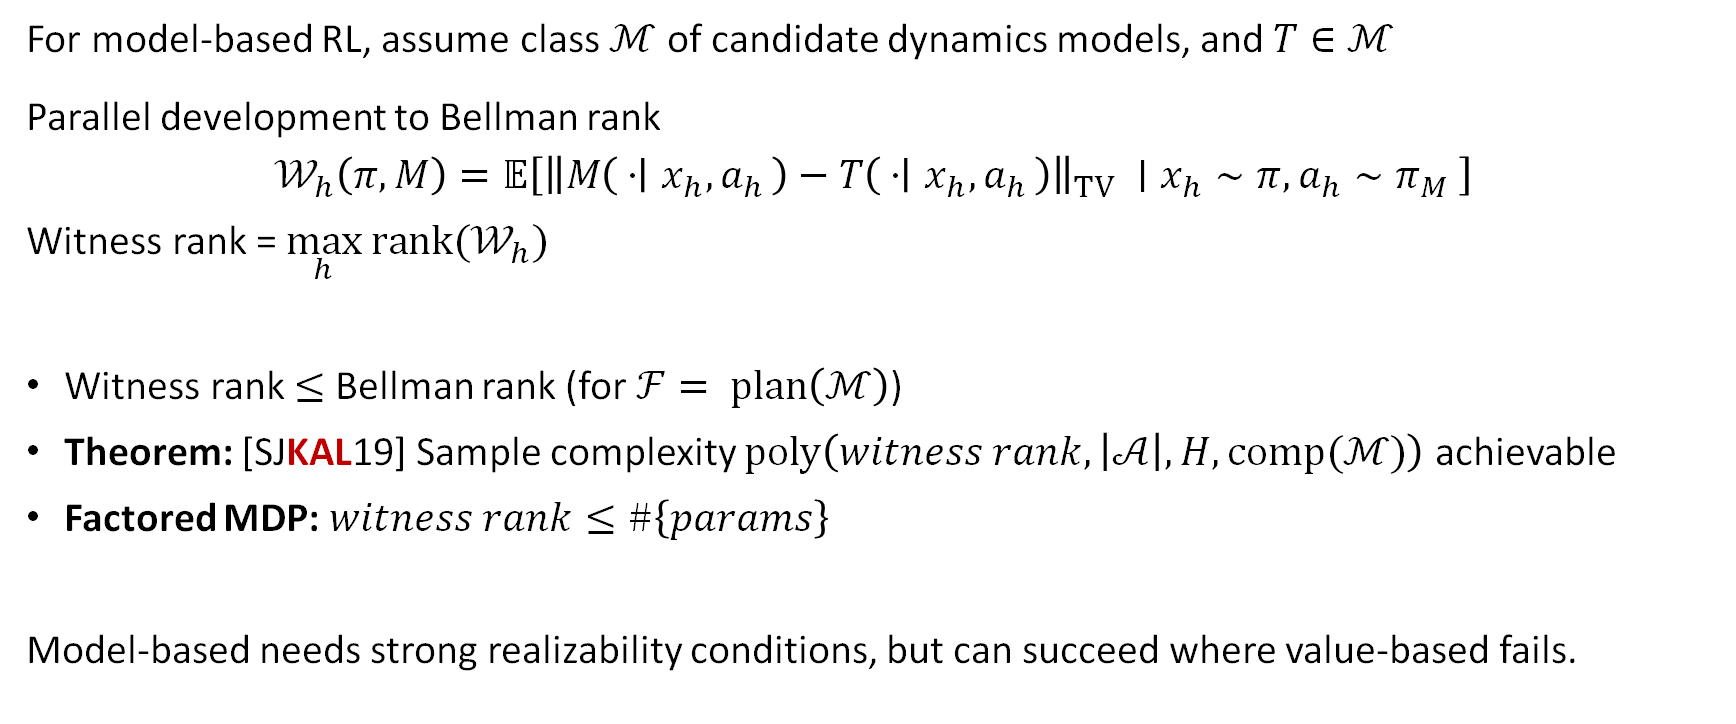 For model-based RL, assume class ℳ of candidate dynamics models, and T ∈ ℳ
Parallel development to Bellman rank
𝒲ₕ(π, M) = 𝔼[‖M( ·| xₕ, aₕ ) − T( ·| xₕ, aₕ )‖_TV | xₕ ~ π, aₕ ~ π_M ]
Witness rank = max_h rank(𝒲ₕ)
• Witness rank ≤ Bellman rank (for ℱ = plan(ℳ))
• Theorem: [SJKAL19] Sample complexity poly(witness rank, |𝒜|, H, comp(ℳ)) achievable
• Factored MDP: witness rank ≤ #{params}
Model-based needs strong realizability conditions, but can succeed where value-based fails.